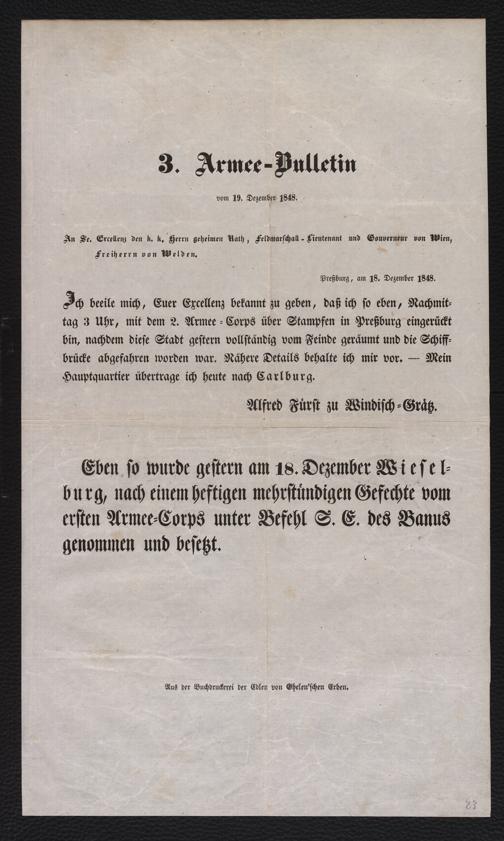 3. Armee-Bulletin
vom 19. Dezember 1848.
An Se. Excellenz den k. k. Herrn geheimen Rath, Feldmarschall-Lieutenant und Gouverneur von Wien,
Freiherrn von Welden.
Preßburg, am 18. Dezember 1848.
Ich beeile mich, Euer Excellenz bekannt zu geben, daß ich so eben, Nachmit-
tag 3 Uhr, mit dem 2. Armee-Corps über Stampfen in Preßburg eingerückt
bin, nachdem diese Stadt gestern vollständig vom Feinde geräumt und die Schiff-
brücke abgefahren worden war. Nähere Details behalte ich mir vor. — Mein
Hauptquartier übertrage ich heute nach Carlburg.
Alfred Fürst zu Windisch-Grätz.
Eben so wurde gestern am 18. Dezember Wiesel-
burg, nach einem heftigen mehrstündigen Gefechte vom
ersten Armee-Corps unter Befehl S. E. des Banus
genommen und besetzt.
Aus der Buchdruckerei der Edlen von Ghelen'schen Erben.
83